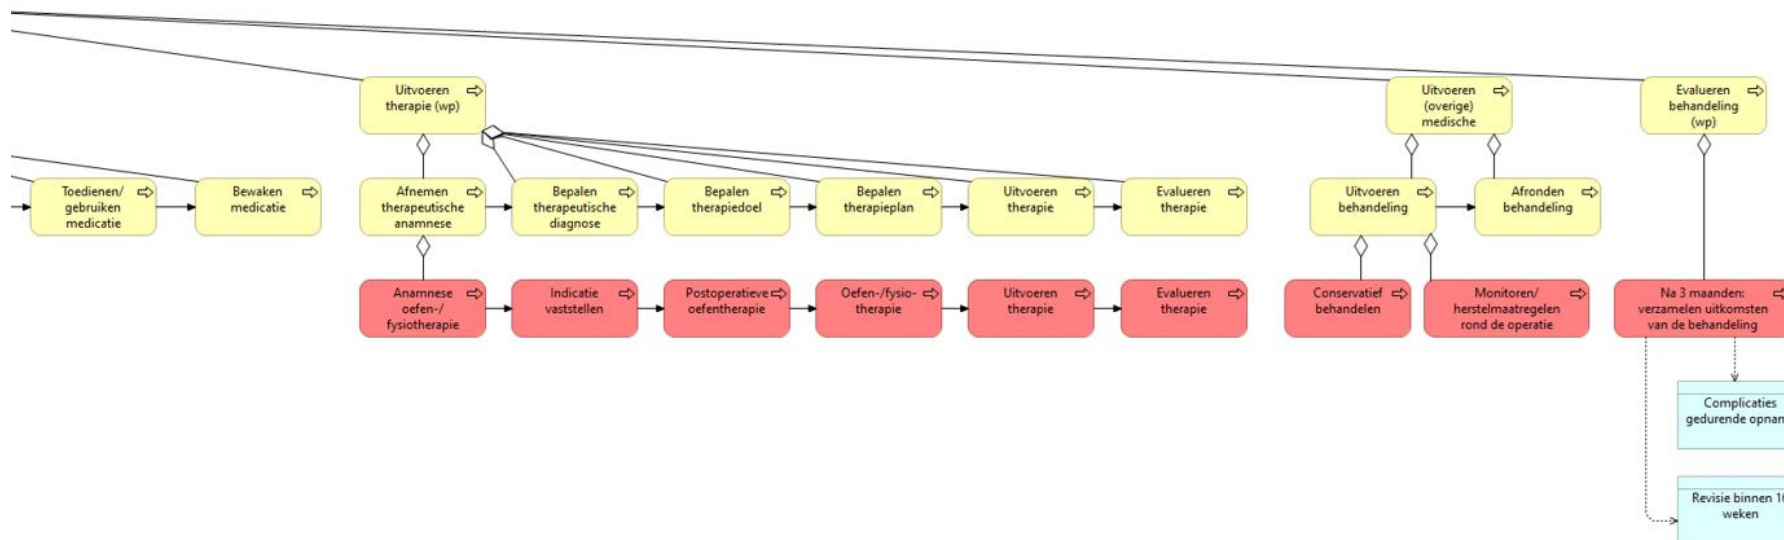 Uitvoeren
therapie (wp)
Uitvoeren
(overige)
medische
Evalueren
behandeling
(wp)
Toedienen/
gebruiken
medicatie
Bewaken
medicatie
Afnemen
therapeutische
anamnese
Bepalen
therapeutische
diagnose
Bepalen
therapiedoel
Bepalen
therapieplan
Uitvoeren
therapie
Evalueren
therapie
Uitvoeren
behandeling
Afronden
behandeling
Anamnese
oefen-/
fysiotherapie
Indicatie
vaststellen
Postoperatieve
oefentherapie
Oefen-/fysio-
therapie
Uitvoeren
therapie
Evalueren
therapie
Conservatief
behandelen
Monitoren/
herstelmaatregelen
rond de operatie
Na 3 maanden:
verzamelen uitkomsten
van de behandeling
Complicaties
gedurende
Revisie binnen
weken